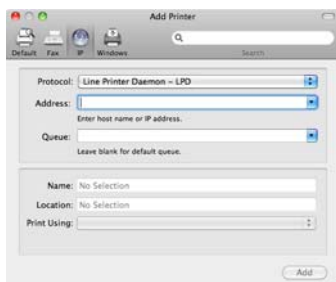 Add Printer
Default Fax IP Windows Search
Protocol: Line Printer Daemon – LPD
Address:
Enter host name or IP address.
Queue:
Leave blank for default queue.
Name: No Selection
Location: No Selection
Print Using:
Add